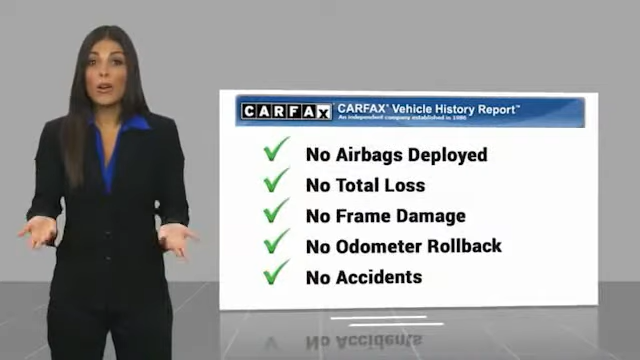 CARFAX CARFAX® Vehicle History Report™
An independent company established in 1986
No Airbags Deployed
No Total Loss
No Frame Damage
No Odometer Rollback
No Accidents